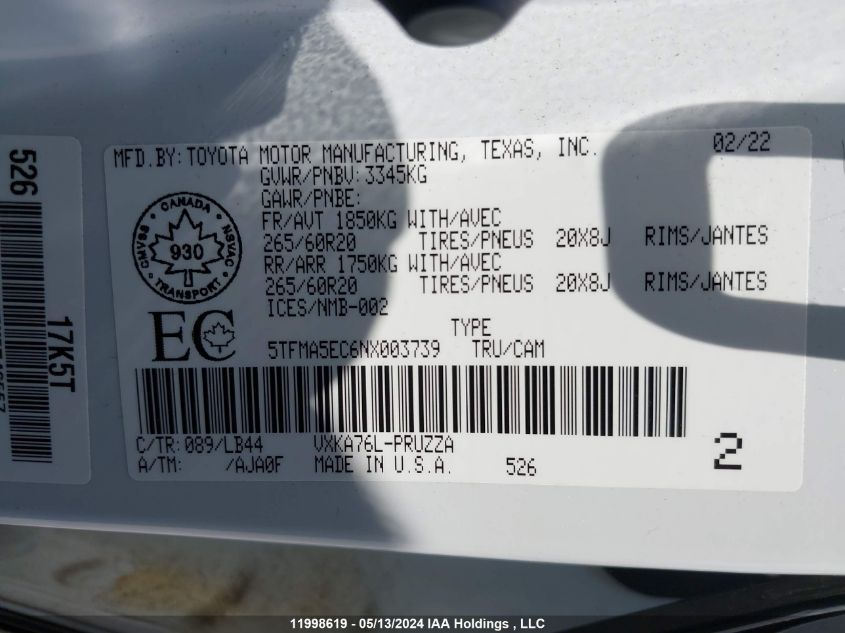 526
17K5T
MFD.BY:TOYOTA MOTOR MANUFACTURING, TEXAS, INC. 02/22
GVWR/PNBV:3345KG
GAWR/PNBE:
FR/AVT 1850KG WITH/AVEC
265/60R20 TIRES/PNEUS 20X8J RIMS/JANTES
RR/ARR 1750KG WITH/AVEC
265/60R20 TIRES/PNEUS 20X8J RIMS/JANTES
ICES/NMB-002
CANADA
CMVSS 930 NSVAC
TRANSPORT
EC
TYPE
5TFMA5EC6NX003739 TRU/CAM
C/TR:089/LB44 VXKA76L-PRUZZA
A/TM: /AJA0F MADE IN U.S.A. 526
2
11998619 - 05/13/2024 IAA Holdings , LLC